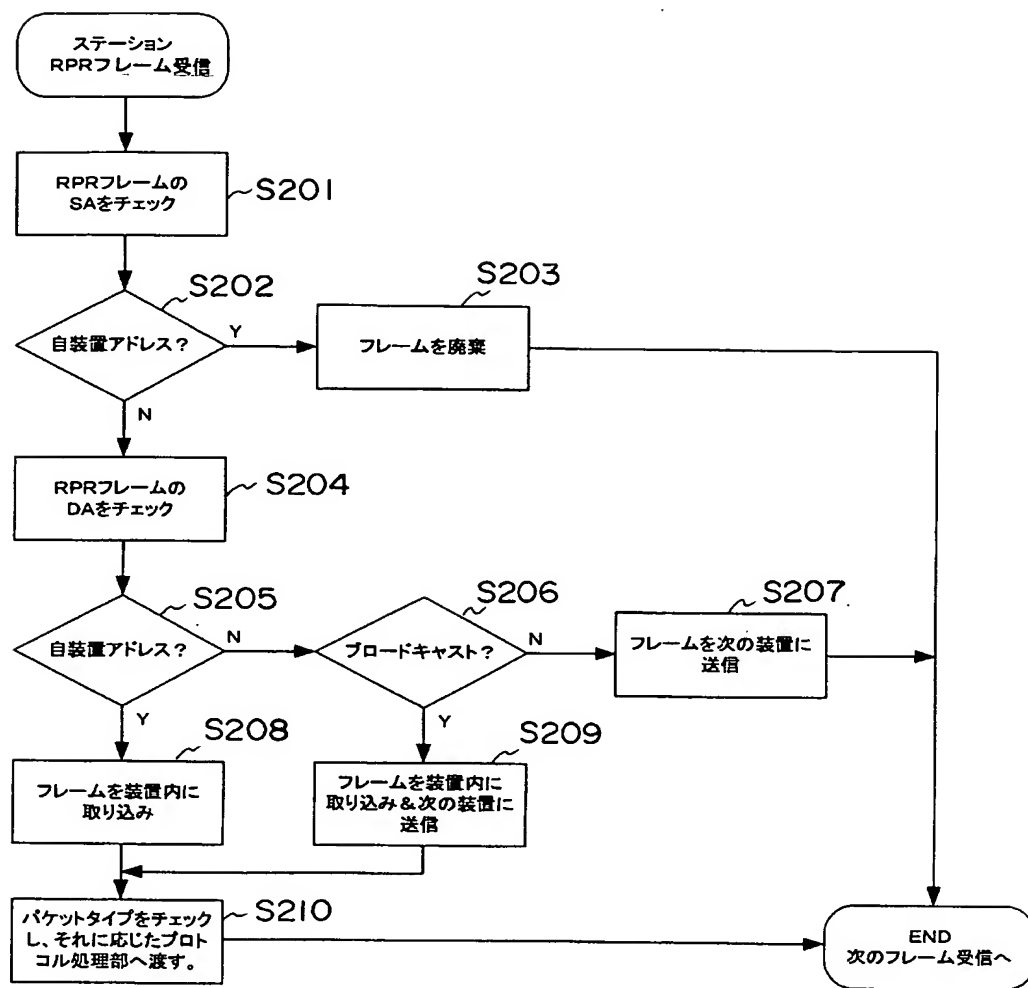 ステーション
RPRフレーム受信
RPRフレームの
SAをチェック
S201
S202
自装置アドレス?
Y
N
S203
フレームを廃棄
RPRフレームの
DAをチェック
S204
S205
自装置アドレス?
N
Y
S206
ブロードキャスト?
N
Y
S207
フレームを次の装置に
送信
S208
フレームを装置内に
取り込み
S209
フレームを装置内に
取り込み&次の装置に
送信
パケットタイプをチェック
し、それに応じたプロト
コル処理部へ渡す。
S210
END
次のフレーム受信へ